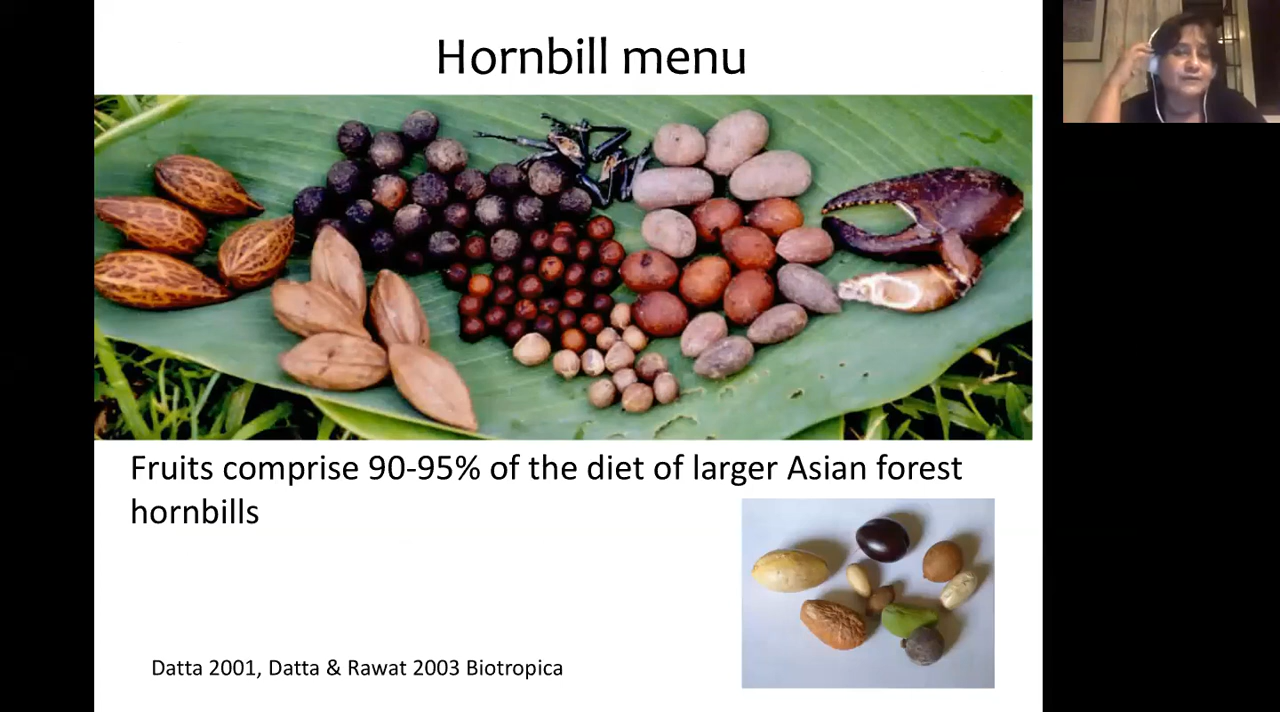 Hornbill menu
Fruits comprise 90-95% of the diet of larger Asian forest
hornbills
Datta 2001, Datta & Rawat 2003 Biotropica